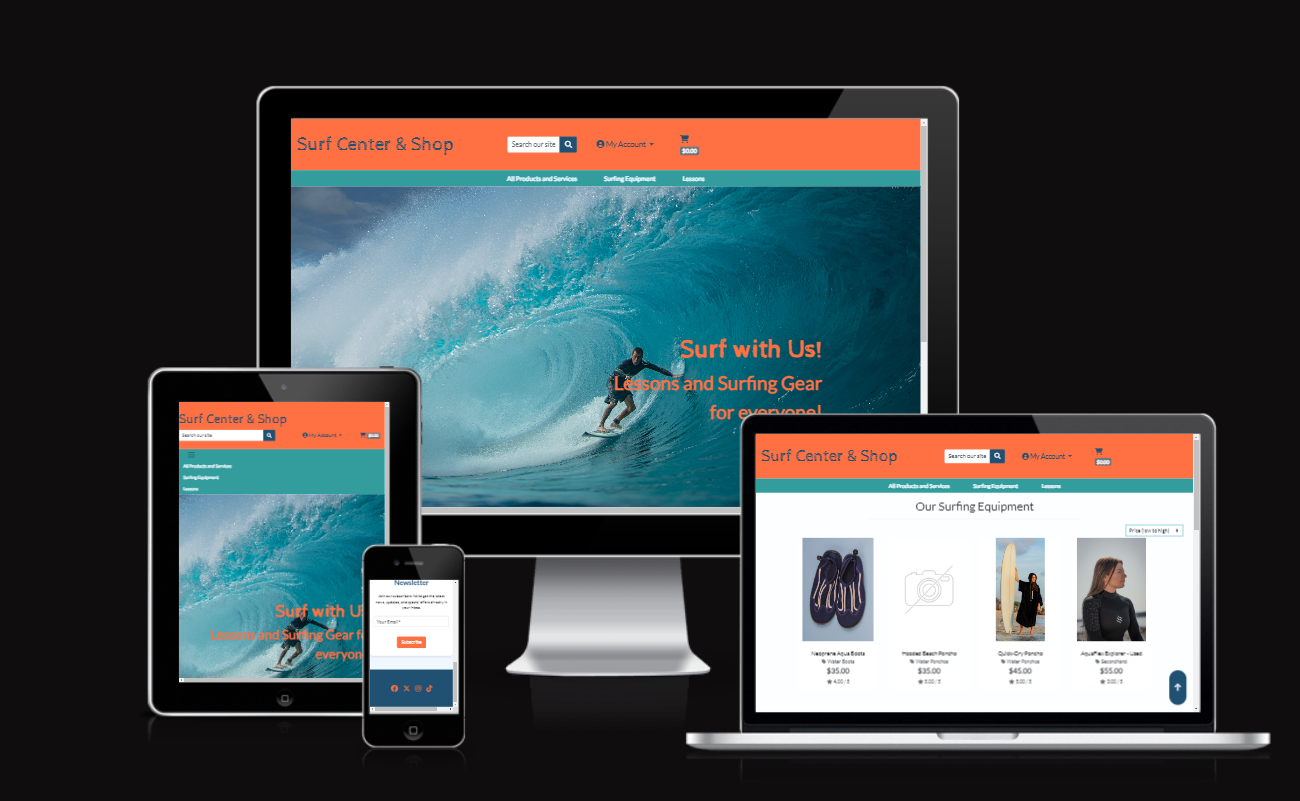 Surf Center & Shop
Search our site
My Account
$0.00
All Products and Services
Surfing Equipment
Lessons
Surf with Us!
Lessons and Surfing Gear
for everyone!
Surf Center & Shop
Search our site
My Account
$0.00
All Products and Services
Surfing Equipment
Lessons
Surf with U
Lessons and Surfing Gear f
everyon
Newsletter
Your Email*
Subscribe
Surf Center & Shop
Search our site
My Account
$0.00
All Products and Services
Surfing Equipment
Lessons
Our Surfing Equipment
Price (low to high)
Neoprene Aqua Boots
Water Boots
$35.00
4.00 / 5
Hooded Beach Poncho
Water Ponchos
$35.00
5.00 / 5
Quick-Dry Poncho
Water Ponchos
$45.00
5.00 / 5
AquaFlex Explorer - Used
Secondhand
$55.00
5.00 / 5